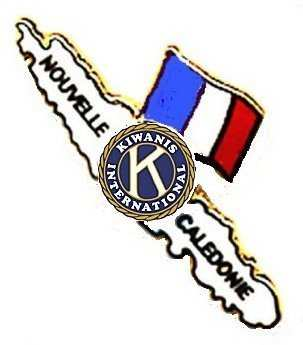 NOUVELLE
KIWANIS
K
INTERNATIONAL
CALEDONIE